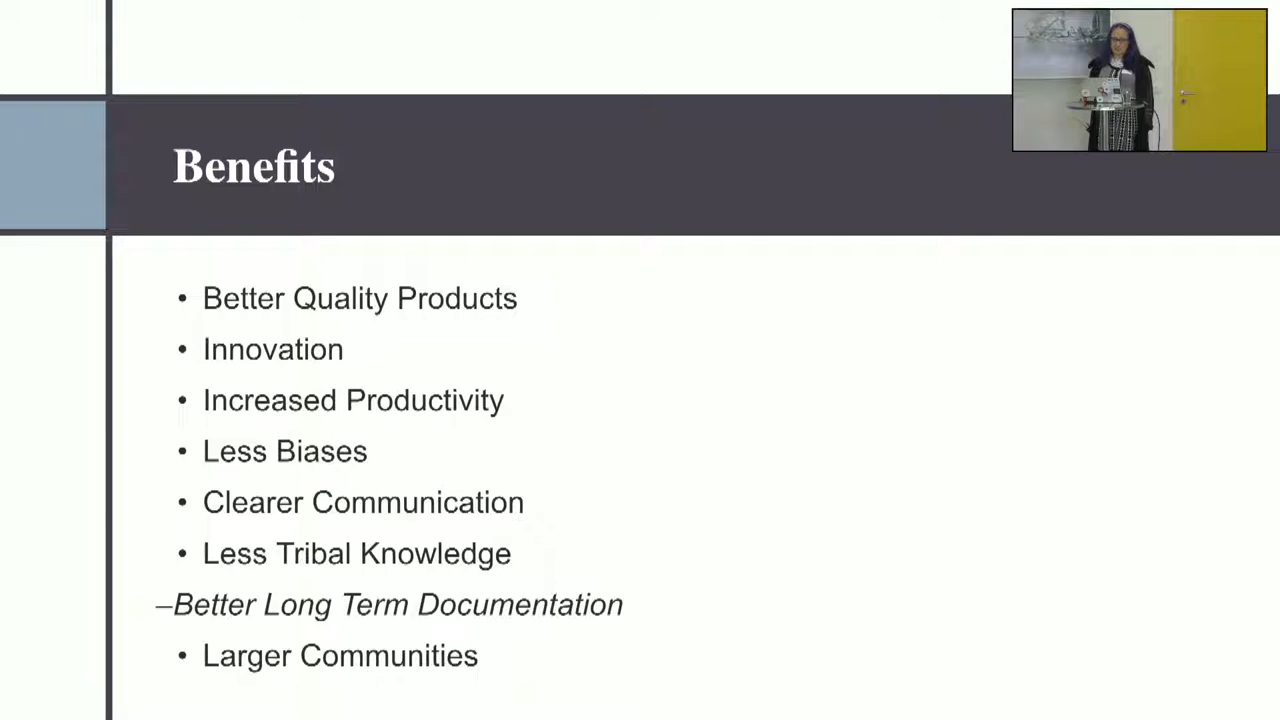 Benefits
• Better Quality Products
• Innovation
• Increased Productivity
• Less Biases
• Clearer Communication
• Less Tribal Knowledge
–Better Long Term Documentation
• Larger Communities